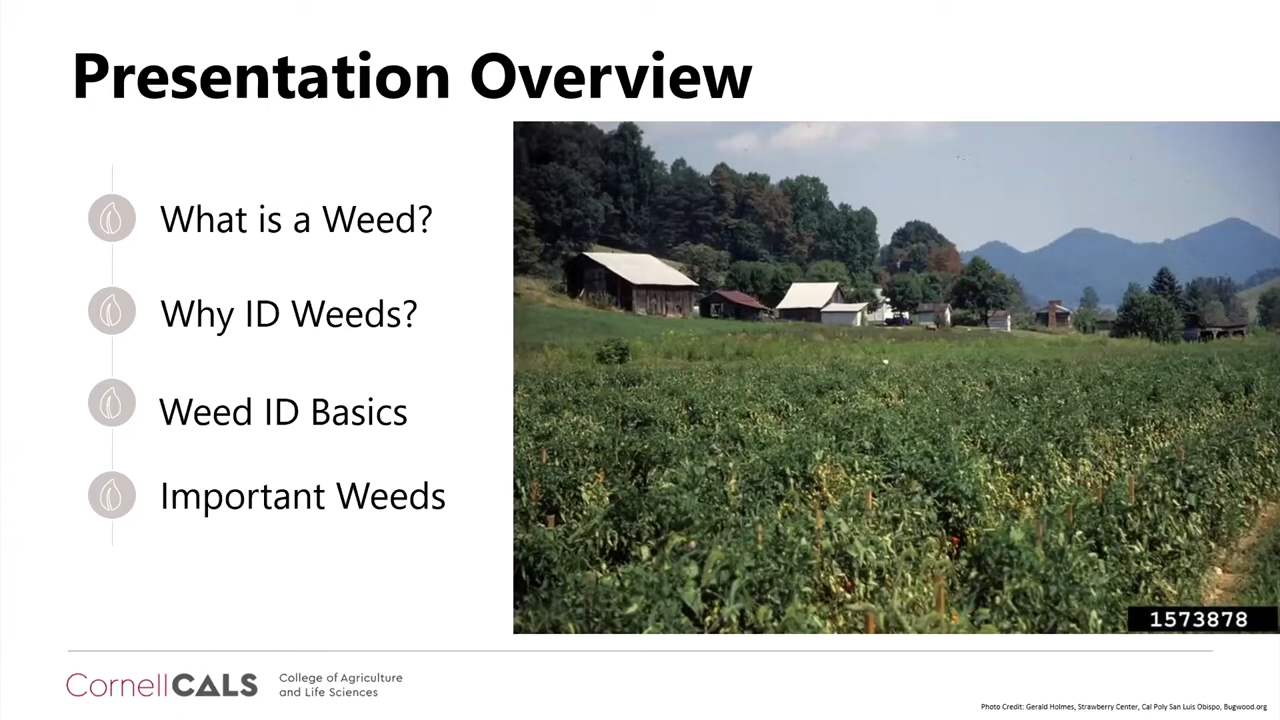 Presentation Overview
What is a Weed?
Why ID Weeds?
Weed ID Basics
Important Weeds
1573878
CornellCALS
College of Agriculture
and Life Sciences
Photo Credit: Gerald Holmes, Strawberry Center, Cal Poly San Luis Obispo, Bugwood.org